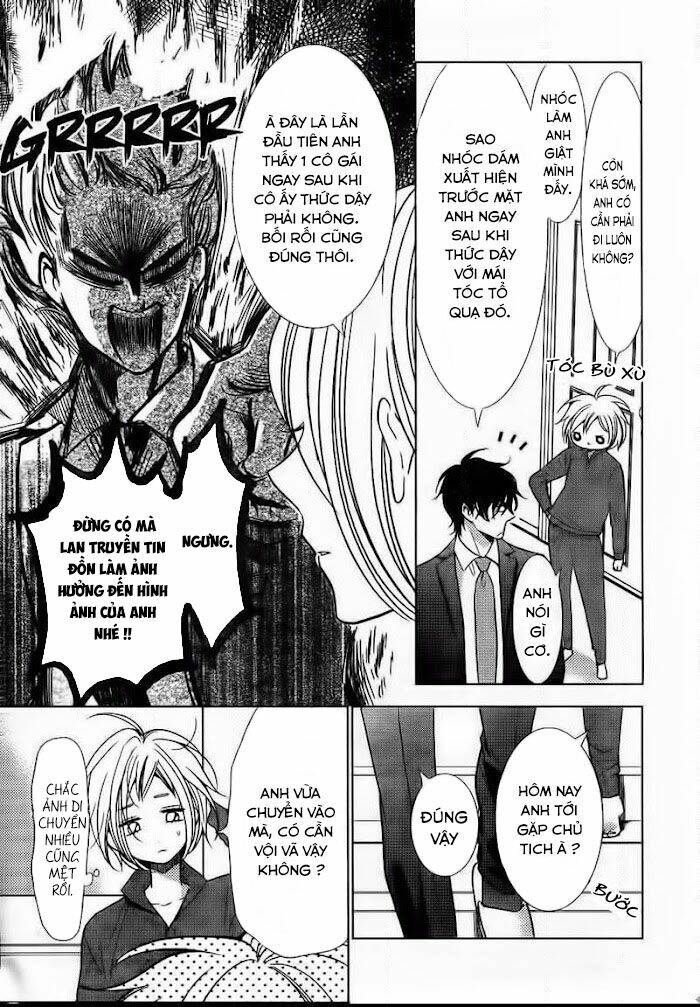 CÒN
KHÁ SỚM,
ANH CÓ
CẦN PHẢI
ĐI LUÔN
KHÔNG?
NHÓC
LÀM
ANH
GIẬT
MÌNH
ĐẤY.
SAO
NHÓC DÁM
XUẤT HIỆN
TRƯỚC MẶT
ANH NGAY
SAU KHI
THỨC DẬY
VỚI MÁI
TÓC TỔ
QUẠ ĐÓ.
TÓC BÙ XÙ
ANH
NÓI
GÌ
CƠ.
À ĐÂY LÀ LẦN
ĐẦU TIÊN ANH
THẤY 1 CÔ GÁI
NGAY SAU KHI
CÔ ẤY THỨC DẬY
PHẢI KHÔNG.
BỐI RỐI CŨNG
ĐÚNG THÔI.
GRRRRR
NGƯNG.
ĐỪNG CÓ MÀ
LAN TRUYỀN TIN
ĐỒN LÀM ẢNH
HƯỞNG ĐẾN HÌNH
ẢNH CỦA ANH
NHÉ !!
HÔM NAY
ANH TỚI
GẶP CHỦ
TICH À ?
BƯỚC
ĐÚNG
VẬY
ANH VỪA
CHUYỂN VÀO
MÀ, CÓ CẦN
VỘI VÃ VẬY
KHÔNG ?
CHẮC
ẢNH DI
CHUYỂN
NHIỀU
CŨNG
MỆT
RỒI.